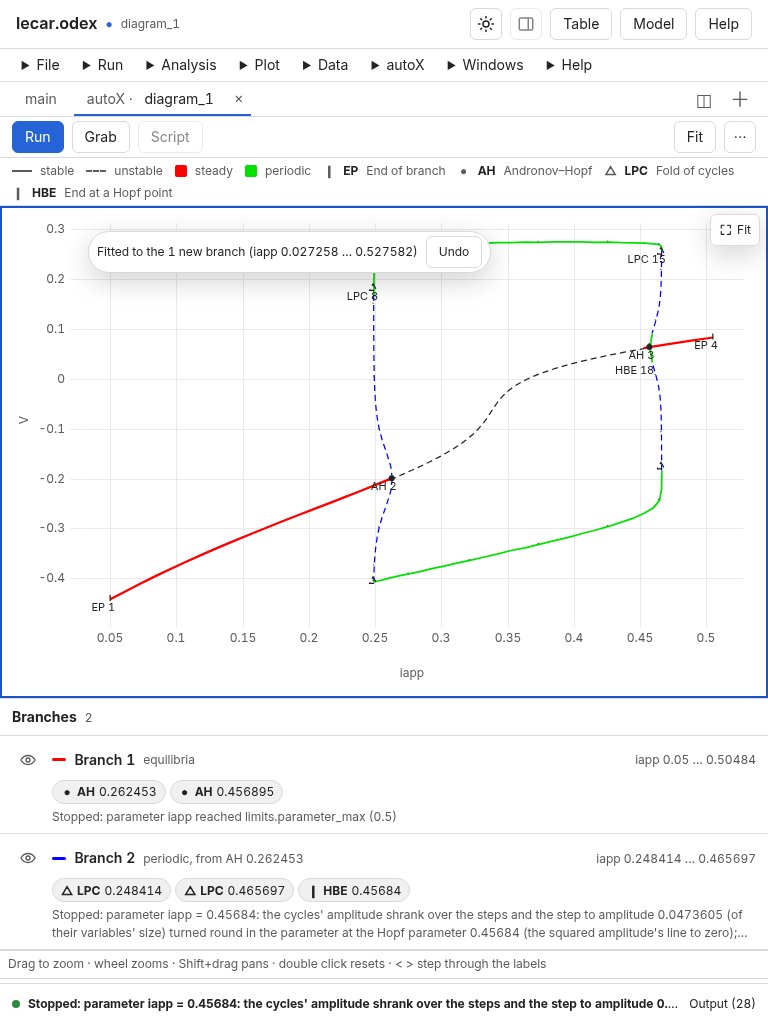 lecar.odex • diagram_1 Table Model Help
File Run Analysis Plot Data autoX Windows Help
main autoX · diagram_1 ×
Run Grab Script Fit ...
stable unstable steady periodic EP End of branch AH Andronov–Hopf LPC Fold of cycles
HBE End at a Hopf point
Fit
Fitted to the 1 new branch (iapp 0.027258 ... 0.527582) Undo
0.3
0.2
0.1
0
-0.1
-0.2
-0.3
-0.4
V
LPC 8
LPC 15
AH 3
EP 4
HBE 18
AH 2
EP 1
0.05 0.1 0.15 0.2 0.25 0.3 0.35 0.4 0.45 0.5
iapp
Branches 2
Branch 1 equilibria iapp 0.05 ... 0.50484
AH 0.262453 AH 0.456895
Stopped: parameter iapp reached limits.parameter_max (0.5)
Branch 2 periodic, from AH 0.262453 iapp 0.248414 ... 0.465697
LPC 0.248414 LPC 0.465697 HBE 0.45684
Stopped: parameter iapp = 0.45684: the cycles' amplitude shrank over the steps and the step to amplitude 0.0473605 (of
their variables' size) turned round in the parameter at the Hopf parameter 0.45684 (the squared amplitude's line to zero);...
Drag to zoom · wheel zooms · Shift+drag pans · double click resets · < > step through the labels
Stopped: parameter iapp = 0.45684: the cycles' amplitude shrank over the steps and the step to amplitude 0.... Output (28)